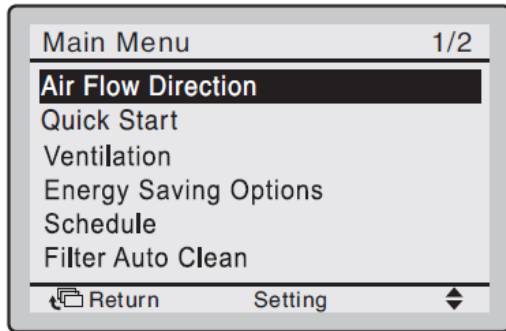 Main Menu 1/2
Air Flow Direction
Quick Start
Ventilation
Energy Saving Options
Schedule
Filter Auto Clean
Return Setting